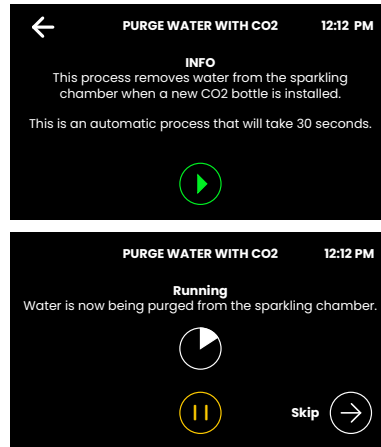 PURGE WATER WITH CO2 12:12 PM
INFO
This process removes water from the sparkling
chamber when a new CO2 bottle is installed.
This is an automatic process that will take 30 seconds.
PURGE WATER WITH CO2 12:12 PM
Running
Water is now being purged from the sparkling chamber.
Skip